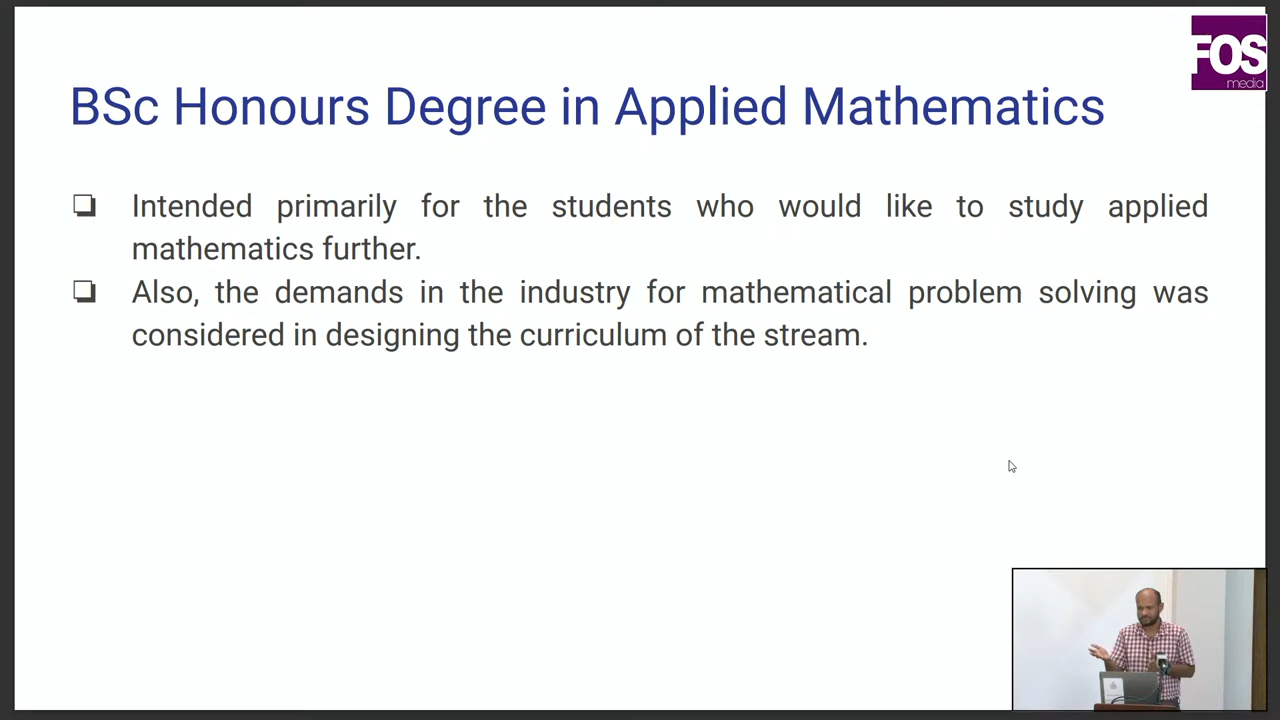 FOS
media
BSc Honours Degree in Applied Mathematics
❏ Intended primarily for the students who would like to study applied
mathematics further.
❏ Also, the demands in the industry for mathematical problem solving was
considered in designing the curriculum of the stream.